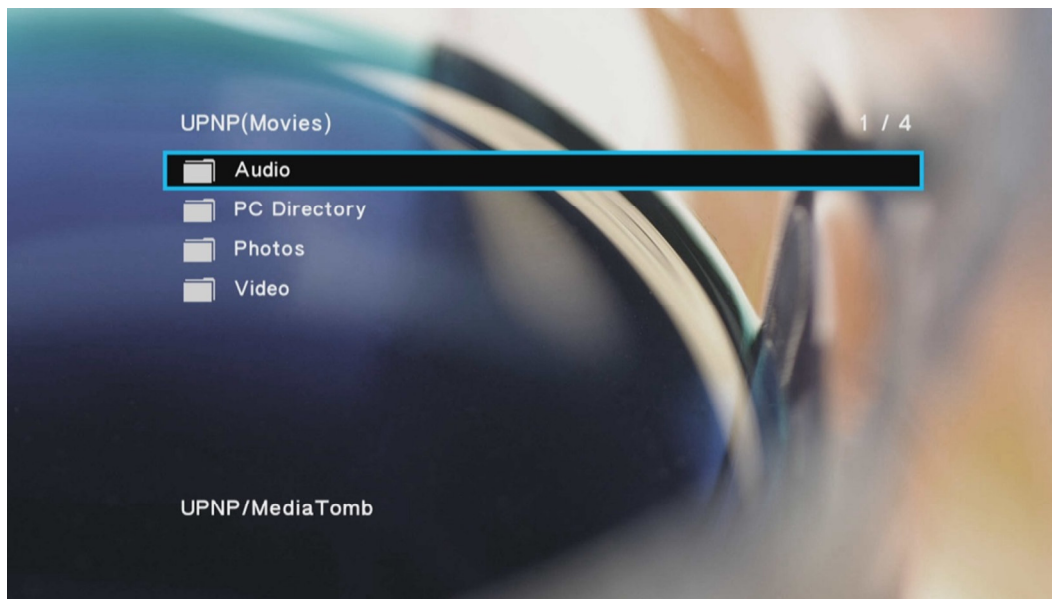 UPNP(Movies) 1 / 4
Audio
PC Directory
Photos
Video
UPNP/MediaTomb